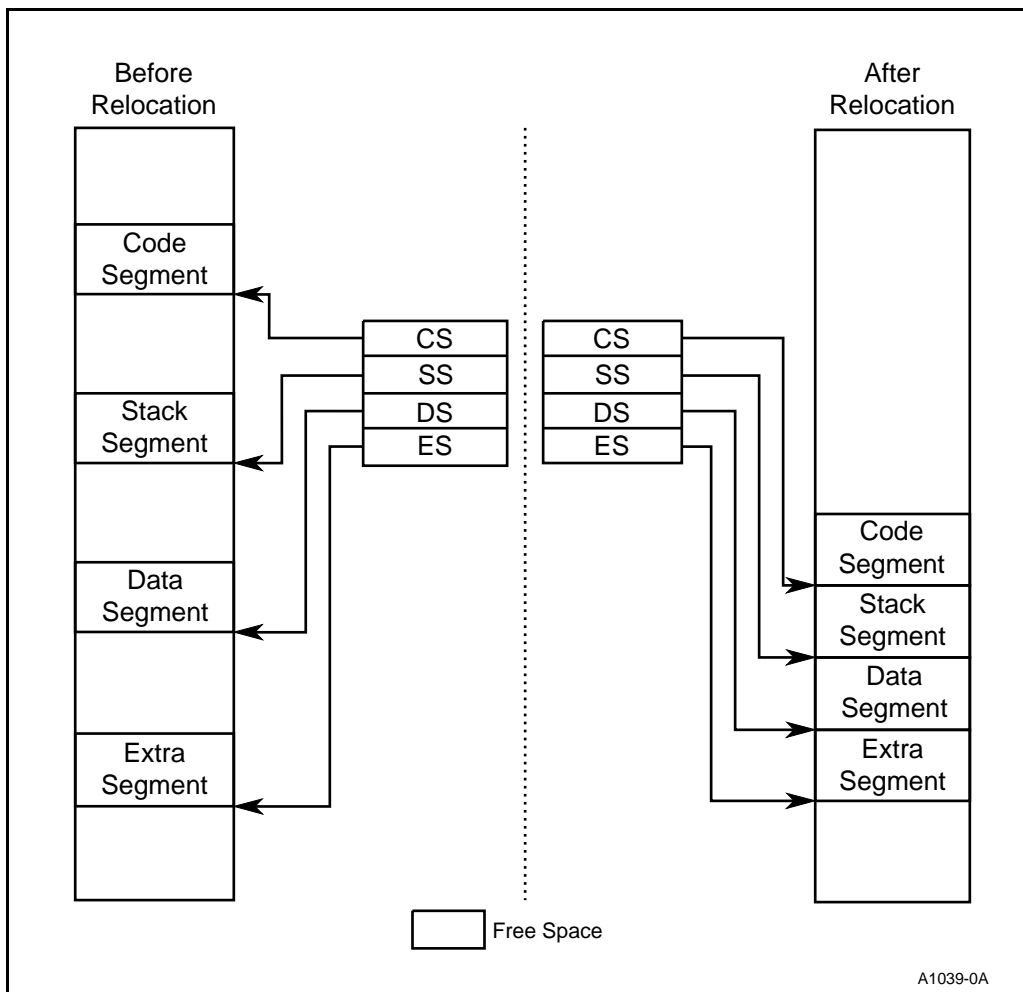 Before
Relocation
Code
Segment
Stack
Segment
Data
Segment
Extra
Segment
CS
SS
DS
ES
CS
SS
DS
ES
After
Relocation
Code
Segment
Stack
Segment
Data
Segment
Extra
Segment
Free Space
A1039-0A